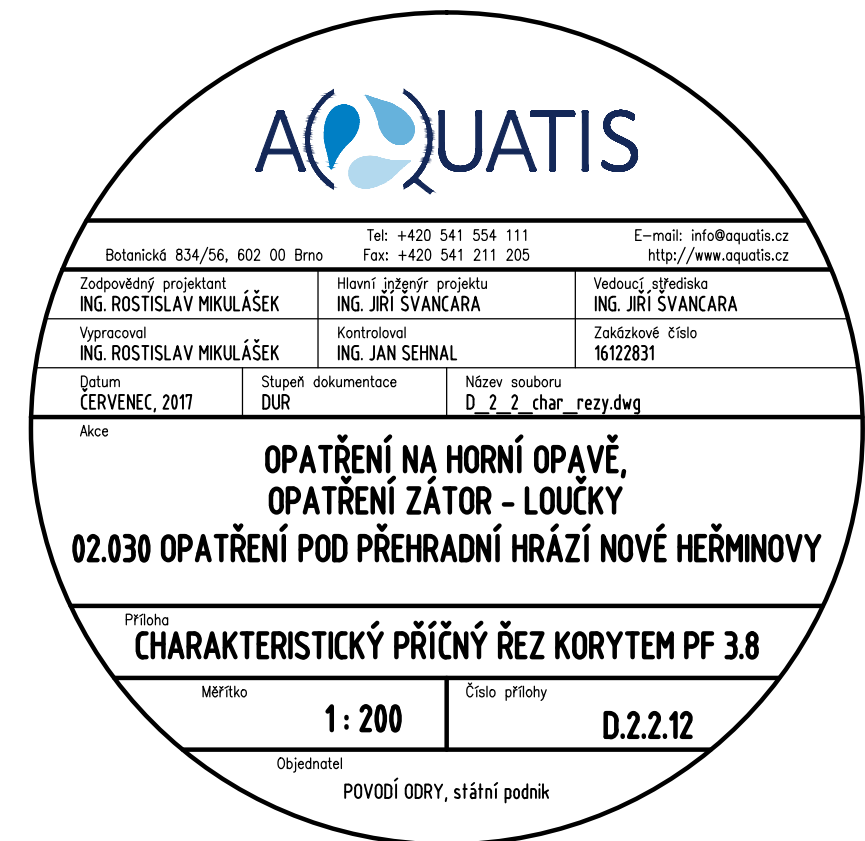 AQUATIS
Botanická 834/56, 602 00 Brno
Tel: +420 541 554 111
Fax: +420 541 211 205
E-mail: info@aquatis.cz
http://www.aquatis.cz
Zodpovědný projektant
ING. ROSTISLAV MIKULÁŠEK
Hlavní inženýr projektu
ING. JIŘÍ ŠVANCARA
Vedoucí střediska
ING. JIŘÍ ŠVANCARA
Vypracoval
ING. ROSTISLAV MIKULÁŠEK
Kontroloval
ING. JAN SEHNAL
Zakázkové číslo
16122831
Datum
ČERVENEC, 2017
Stupeň dokumentace
DUR
Název souboru
D_2_2_char_rezy.dwg
Akce
OPATŘENÍ NA HORNÍ OPAVĚ,
OPATŘENÍ ZÁTOR - LOUČKY
02.030 OPATŘENÍ POD PŘEHRADNÍ HRÁZÍ NOVÉ HEŘMINOVY
Příloha
CHARAKTERISTICKÝ PŘÍČNÝ ŘEZ KORYTEM PF 3.8
Měřítko
1 : 200
Číslo přílohy
D.2.2.12
Objednatel
POVODÍ ODRY, státní podnik